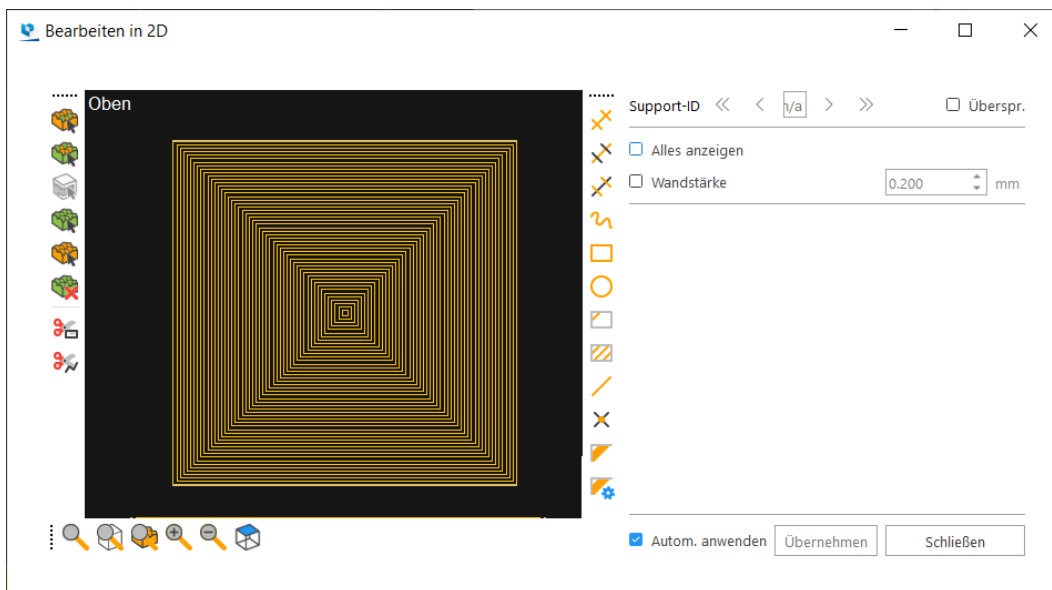 Bearbeiten in 2D
Oben
Support-ID n/a Überspr.
Alles anzeigen
Wandstärke 0.200 mm
Autom. anwenden Übernehmen Schließen